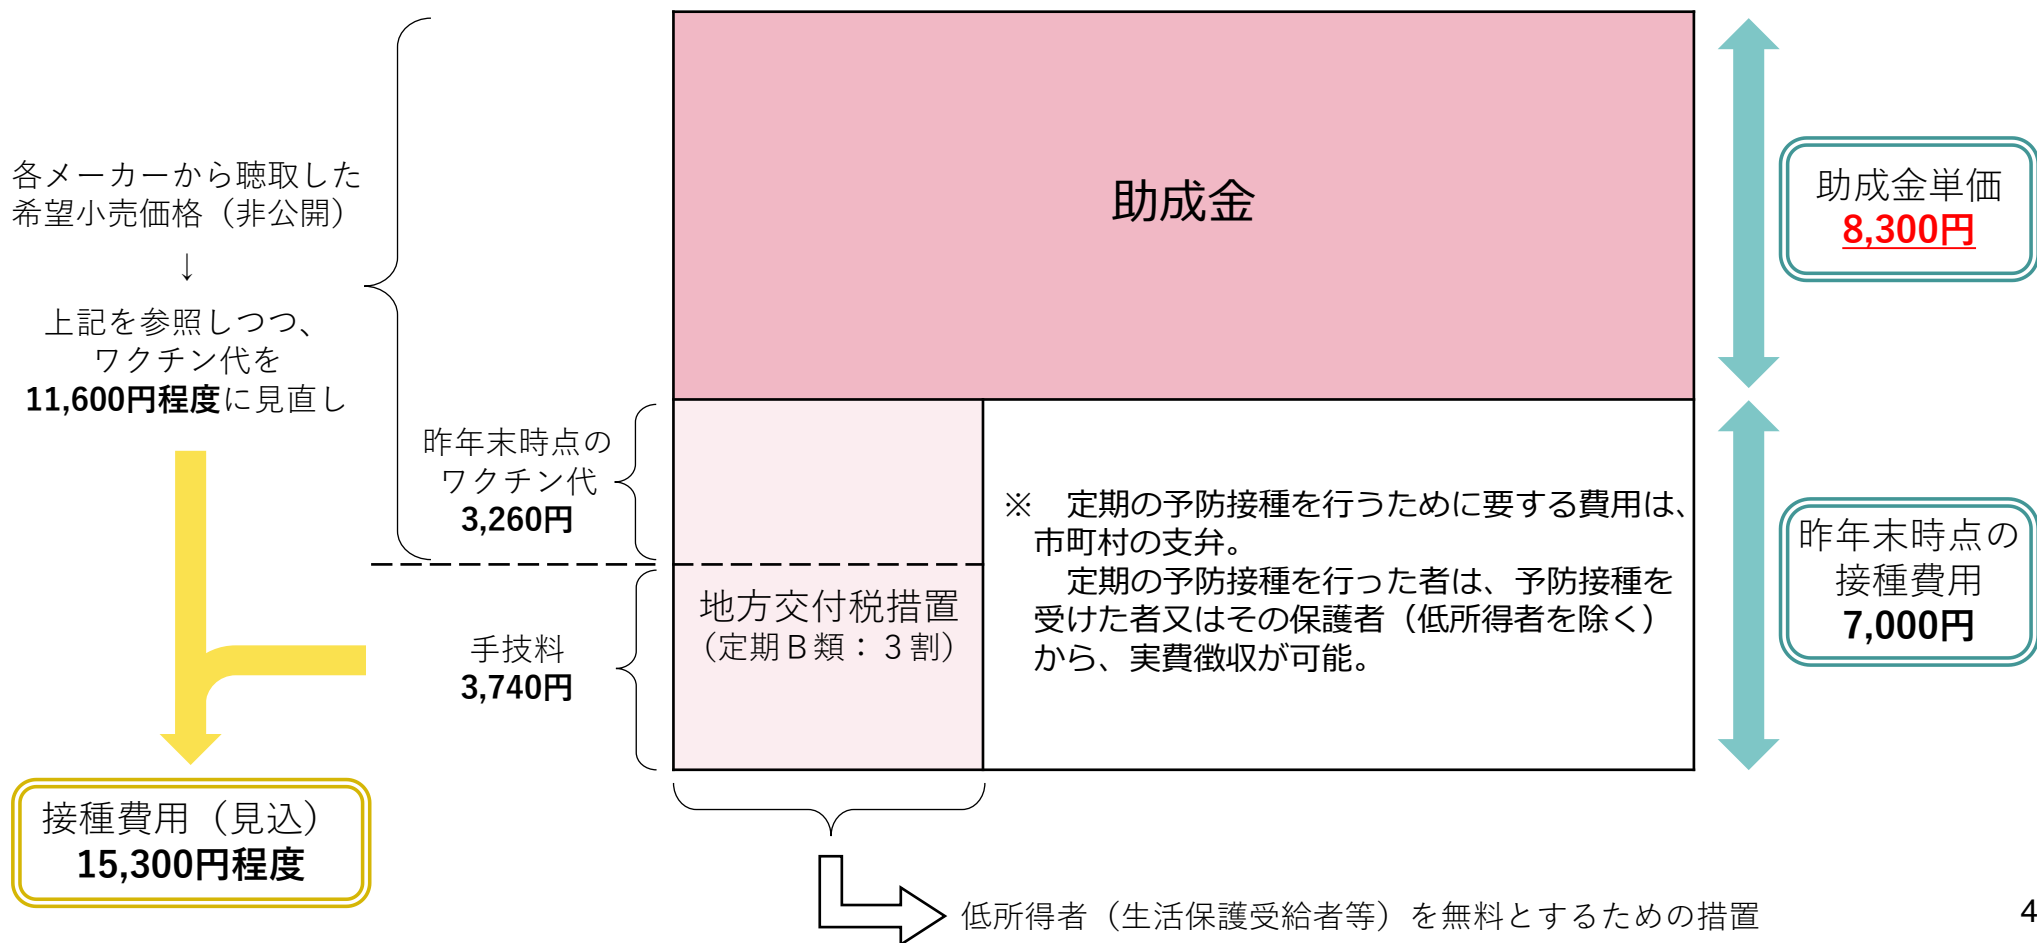 各メーカーから聴取した
希望小売価格（非公開）
↓
上記を参照しつつ、
ワクチン代を
11,600円程度に見直し
昨年末時点の
ワクチン代
3,260円
手技料
3,740円
接種費用（見込）
15,300円程度
助成金
地方交付税措置
（定期Ｂ類：３割）
※　定期の予防接種を行うために要する費用は、
市町村の支弁。
定期の予防接種を行った者は、予防接種を
受けた者又はその保護者（低所得者を除く）
から、実費徴収が可能。
助成金単価
8,300円
昨年末時点の
接種費用
7,000円
低所得者（生活保護受給者等）を無料とするための措置
4